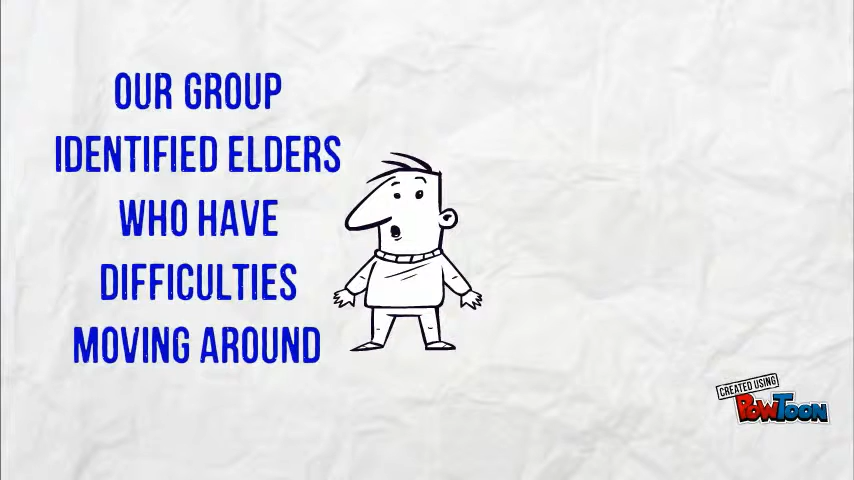 OUR GROUP
IDENTIFIED ELDERS
WHO HAVE
DIFFICULTIES
MOVING AROUND
CREATED USING
POWTOON